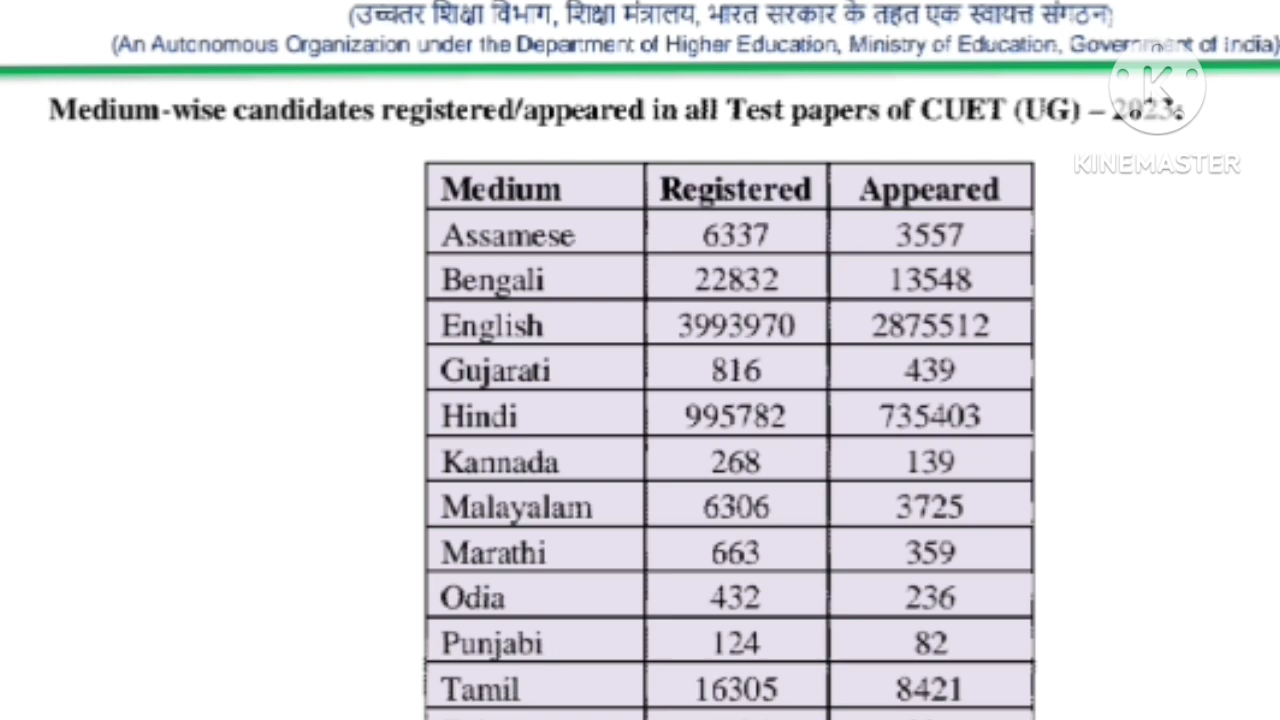 (उच्चतर शिक्षा विभाग, शिक्षा मंत्रालय, भारत सरकार के तहत एक स्वायत्त संगठन)
(An Autonomous Organization under the Department of Higher Education, Ministry of Education, Government of India)
Medium-wise candidates registered/appeared in all Test papers of CUET (UG) – 2023:
K
KINEMASTER
Medium Registered Appeared
Assamese 6337 3557
Bengali 22832 13548
English 3993970 2875512
Gujarati 816 439
Hindi 995782 735403
Kannada 268 139
Malayalam 6306 3725
Marathi 663 359
Odia 432 236
Punjabi 124 82
Tamil 16305 8421